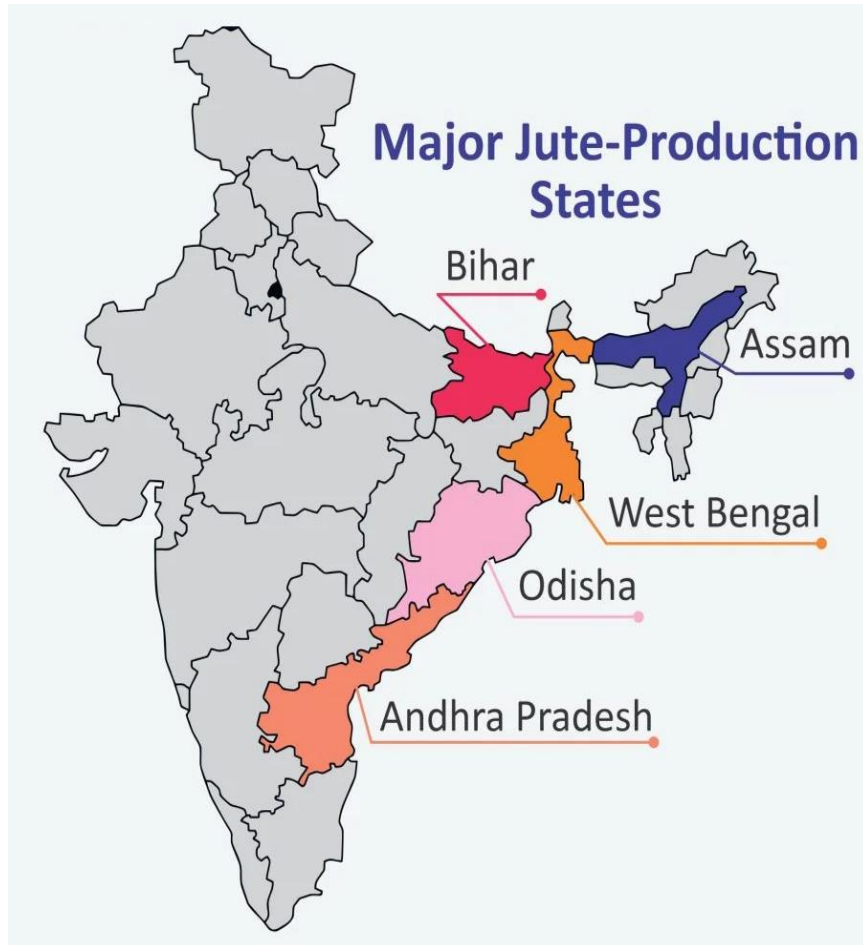 Major Jute-Production
States
Bihar
Assam
West Bengal
Odisha
Andhra Pradesh